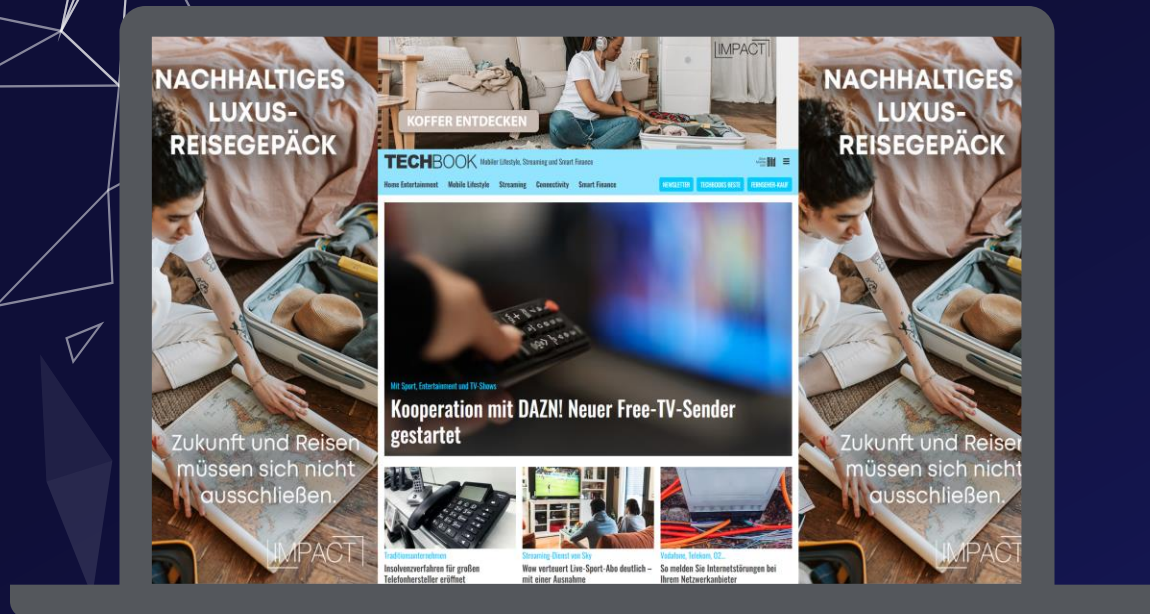 NACHHALTIGES
LUXUS-
REISEGEPÄCK
Zukunft und Reisen
müssen sich nicht
ausschließen.
IMPACT
IMPACT
KOFFER ENTDECKEN
TECHBOOK Mobiler Lifestyle, Streaming und Smart Finance
Home Entertainment Mobile Lifestyle Streaming Connectivity Smart Finance NEWSLETTER TECHBOOKS BESTE FERNSEHER-KAUF
Mit Sport, Entertainment und TV-Shows
Kooperation mit DAZN! Neuer Free-TV-Sender
gestartet
Traditionsunternehmen
Insolvenzverfahren für großen
Telefonhersteller eröffnet
Streaming-Dienst von Sky
Wow verteuert Live-Sport-Abo deutlich –
mit einer Ausnahme
Vodafone, Telekom, O2...
So melden Sie Internetstörungen bei
Ihrem Netzwerkanbieter
NACHHALTIGES
LUXUS-
REISEGEPÄCK
Zukunft und Reisen
müssen sich nicht
ausschließen.
IMPACT